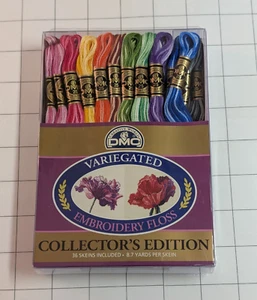 DMC
VARIEGATED
EMBROIDERY FLOSS
COLLECTOR'S EDITION
36 SKEINS INCLUDED • 8.7 YARDS PER SKEIN